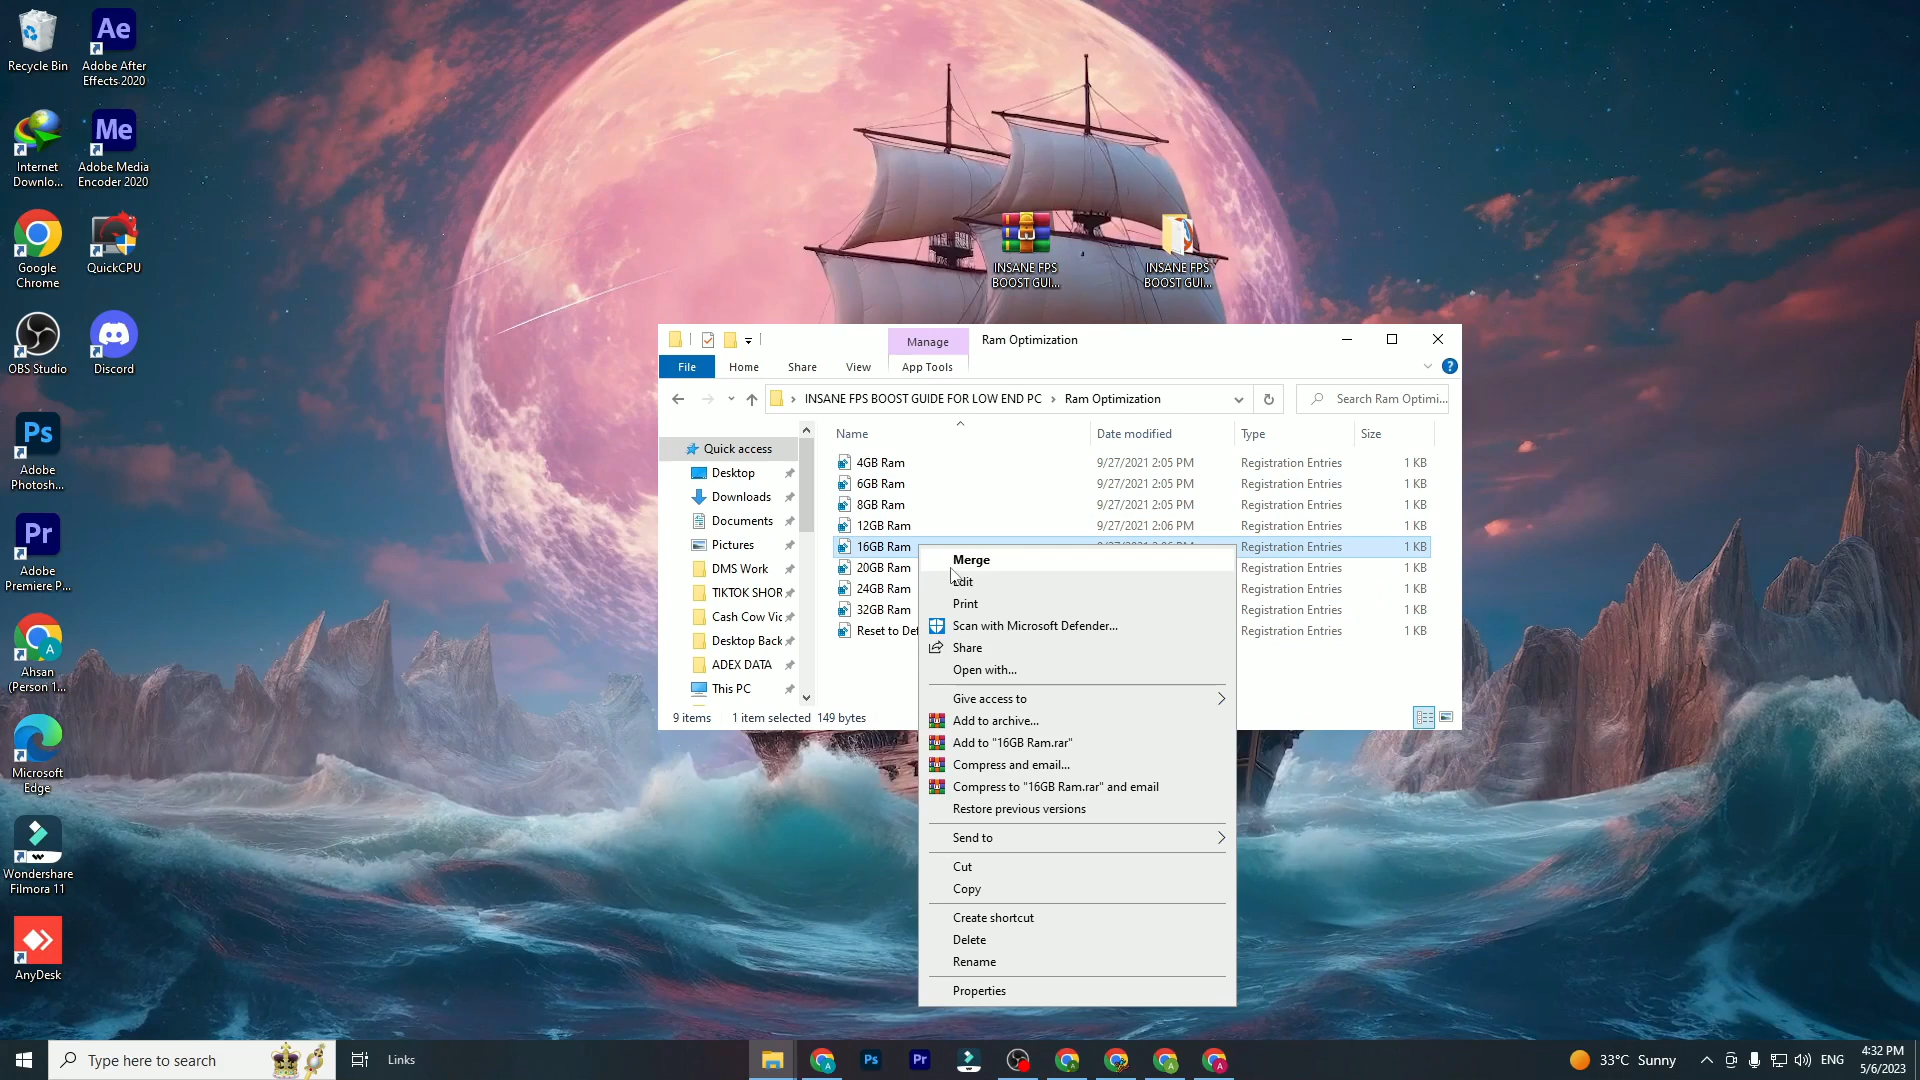 Recycle Bin
Ae
Adobe After
Effects 2020
Internet
Downlo...
Me
Adobe Media
Encoder 2020
Google
Chrome
QuickCPU
OBS Studio
Discord
Ps
Adobe
Photosh...
Pr
Adobe
Premiere P...
A
Ahsan
(Person 1...
Microsoft
Edge
Wondershare
Filmora 11
AnyDesk
INSANE FPS
BOOST GUI...
INSANE FPS
BOOST GUI...
Manage
Ram Optimization
File
Home
Share
View
App Tools
INSANE FPS BOOST GUIDE FOR LOW END PC
Ram Optimization
Search Ram Optimi...
Quick access
Desktop
Downloads
Documents
Pictures
DMS Work
TIKTOK SHOR
Cash Cow Vic
Desktop Back
ADEX DATA
This PC
Name Date modified Type Size
4GB Ram 9/27/2021 2:05 PM Registration Entries 1 KB
6GB Ram 9/27/2021 2:05 PM Registration Entries 1 KB
8GB Ram 9/27/2021 2:05 PM Registration Entries 1 KB
12GB Ram 9/27/2021 2:06 PM Registration Entries 1 KB
16GB Ram 9/27/2021 2:06 PM Registration Entries 1 KB
20GB Ram Registration Entries 1 KB
24GB Ram Registration Entries 1 KB
32GB Ram Registration Entries 1 KB
Reset to Def Registration Entries 1 KB
9 items 1 item selected 149 bytes
Merge
Edit
Print
Scan with Microsoft Defender...
Share
Open with...
Give access to
Add to archive...
Add to "16GB Ram.rar"
Compress and email...
Compress to "16GB Ram.rar" and email
Restore previous versions
Send to
Cut
Copy
Create shortcut
Delete
Rename
Properties
Type here to search
Links
Ps
Pr
33°C Sunny
ENG
4:32 PM
5/6/2023